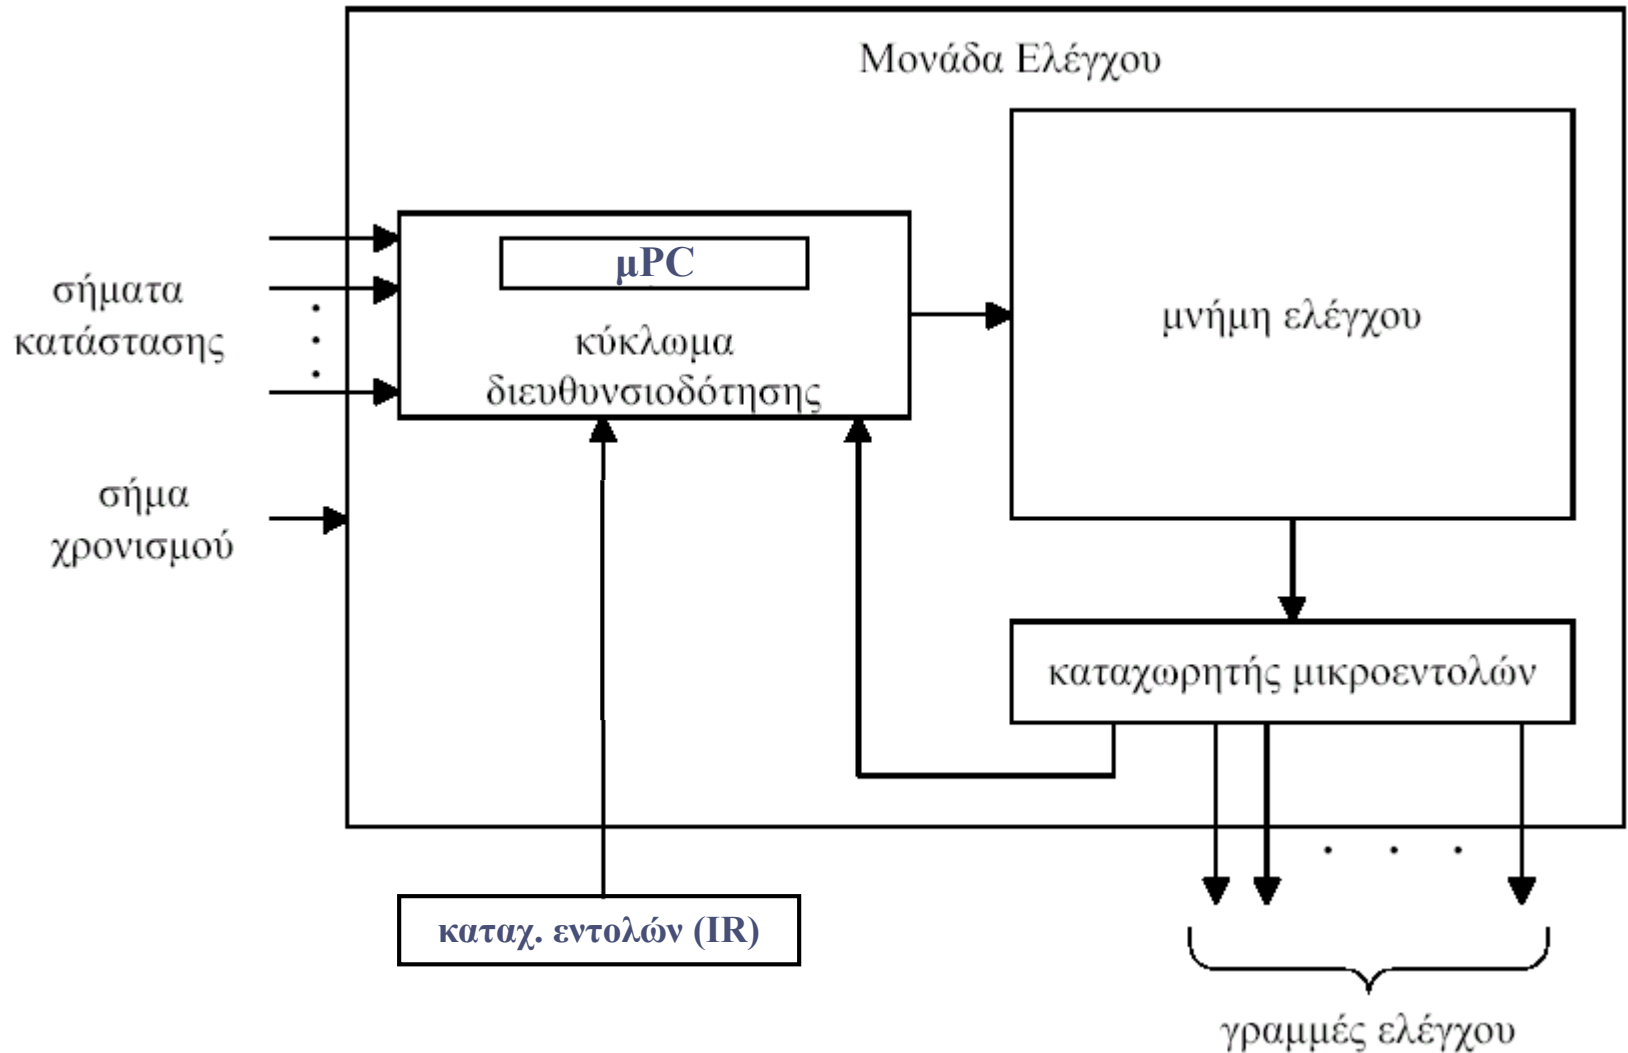 Μονάδα Ελέγχου
μPC
κύκλωμα
διευθυνσιοδότησης
μνήμη ελέγχου
σήματα
κατάστασης
σήμα
χρονισμού
καταχωρητής μικροεντολών
καταχ. εντολών (IR)
γραμμές ελέγχου